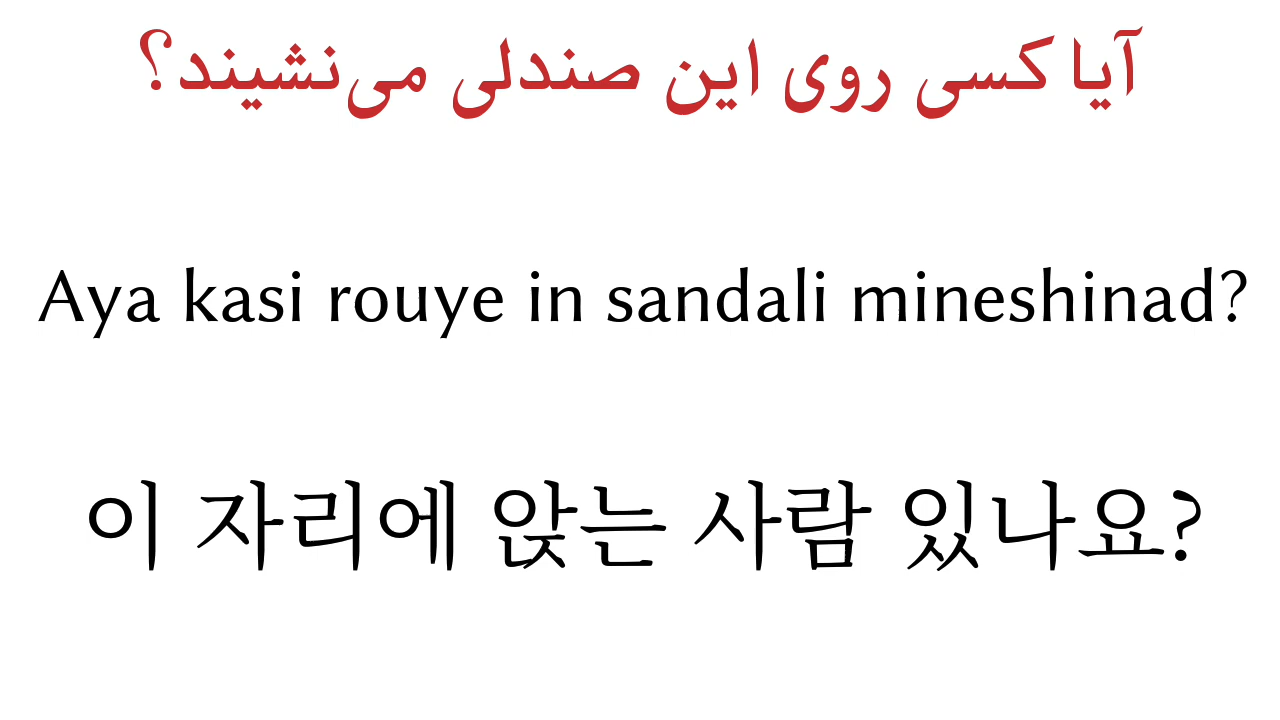 آیا کسی روی این صندلی می‌نشیند؟
Aya kasi rouye in sandali mineshinad?
이 자리에 앉는 사람 있나요?